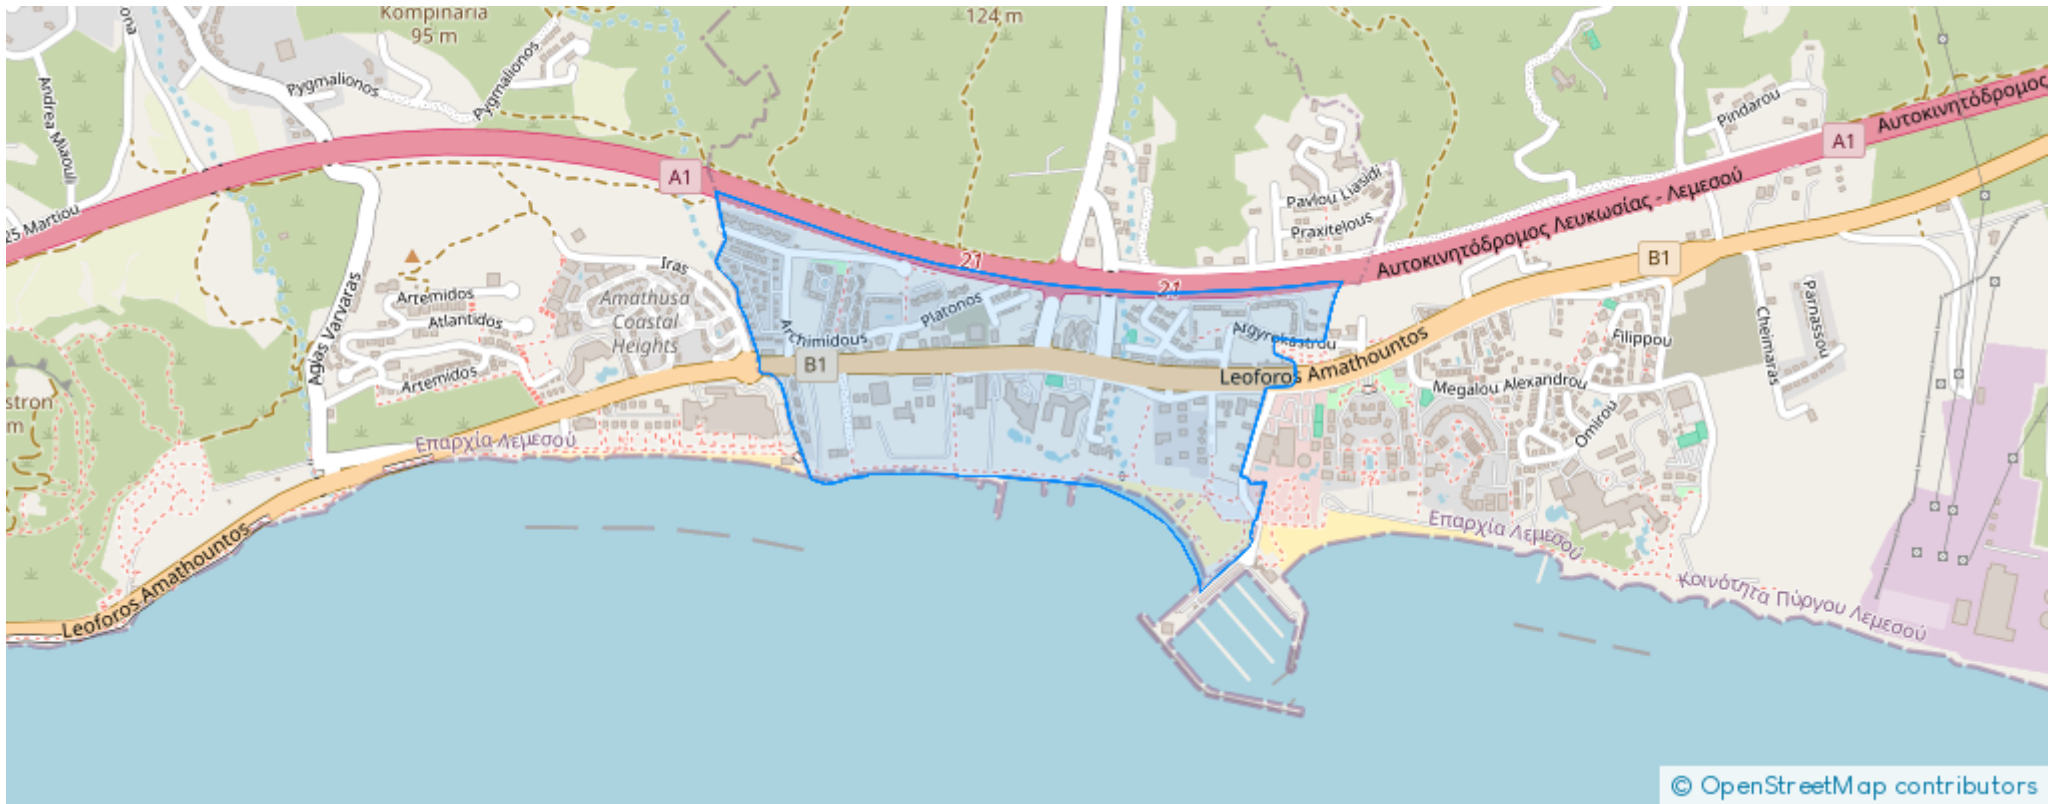 Kompinaria
95 m
124 m
ona
Andrea Miaouli
Pygmalionos
Pygmalionos
25 Martiou
A1
Pindarou
A1
Αυτοκινητόδρομος
Pavlou Liasidi
Praxitelous
Αυτοκινητόδρομος Λευκωσίας - Λεμεσού
B1
21
21
Iras
Amathusa
Coastal
Heights
Artemidos
Atlantidos
Artemidos
Agias Varvaras
Platonos
Archimidous
Argyrokastrou
B1
Leoforos Amathountos
Filippou
Megalou Alexandrou
Omirou
Cheimaras
Parnassou
stron
m
Επαρχία Λεμεσού
Επαρχία Λεμεσού
Κοινότητα Πύργου Λεμεσού
Leoforos Amathountos
© OpenStreetMap contributors